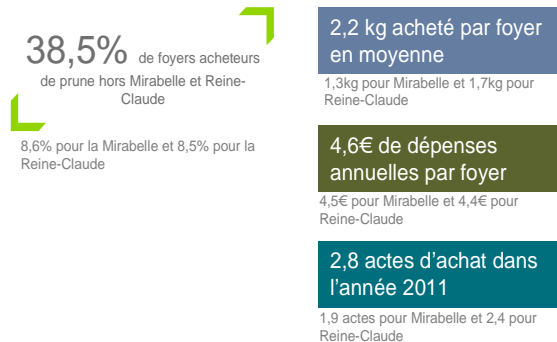 38,5% de foyers acheteurs
de prune hors Mirabelle et Reine-
Claude
8,6% pour la Mirabelle et 8,5% pour la
Reine-Claude
2,2 kg acheté par foyer
en moyenne
1,3kg pour Mirabelle et 1,7kg pour
Reine-Claude
4,6€ de dépenses
annuelles par foyer
4,5€ pour Mirabelle et 4,4€ pour
Reine-Claude
2,8 actes d’achat dans
l’année 2011
1,9 actes pour Mirabelle et 2,4 pour
Reine-Claude